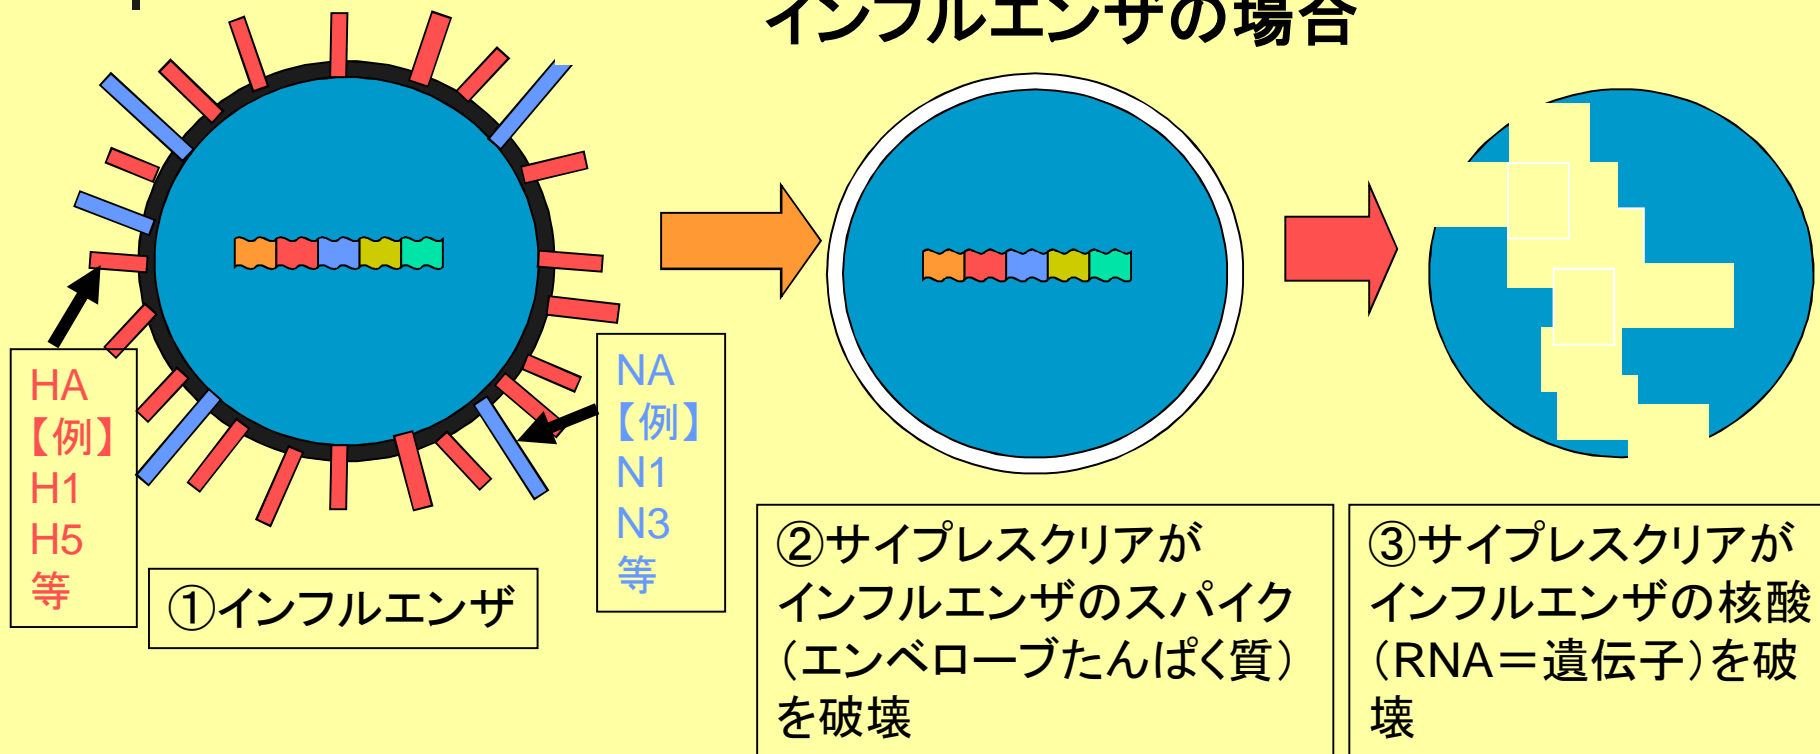 インフルエンザの場合
HA
【例】
H1
H5
等
①インフルエンザ
NA
【例】
N1
N3
等
②サイプレスクリアが
インフルエンザのスパイク
（エンベローブたんぱく質）
を破壊
③サイプレスクリアが
インフルエンザの核酸
（RNA＝遺伝子）を破
壊